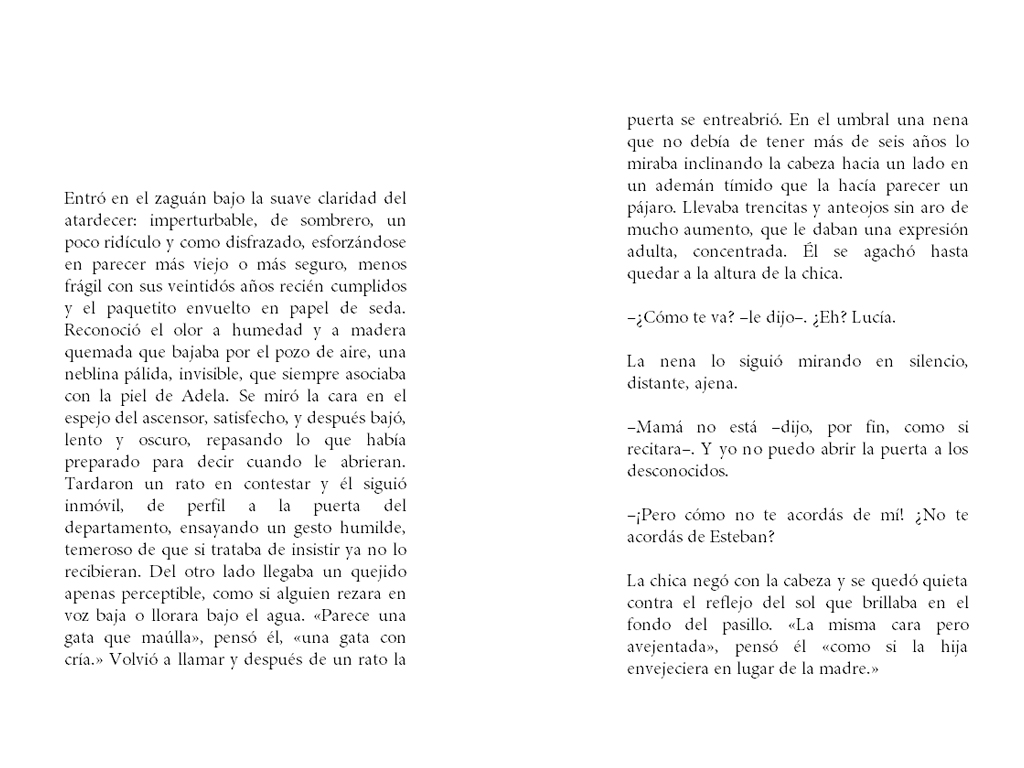 Entró en el zaguán bajo la suave claridad del
atardecer: imperturbable, de sombrero, un
poco ridículo y como disfrazado, esforzándose
en parecer más viejo o más seguro, menos
frágil con sus veintidós años recién cumplidos
y el paquetito envuelto en papel de seda.
Reconoció el olor a humedad y a madera
quemada que bajaba por el pozo de aire, una
neblina pálida, invisible, que siempre asociaba
con la piel de Adela. Se miró la cara en el
espejo del ascensor, satisfecho, y después bajó,
lento y oscuro, repasando lo que había
preparado para decir cuando le abrieran.
Tardaron un rato en contestar y él siguió
inmóvil, de perfil a la puerta del
departamento, ensayando un gesto humilde,
temeroso de que si trataba de insistir ya no lo
recibieran. Del otro lado llegaba un quejido
apenas perceptible, como si alguien rezara en
voz baja o llorara bajo el agua. «Parece una
gata que maúlla», pensó él, «una gata con
cría.» Volvió a llamar y después de un rato la
puerta se entreabrió. En el umbral una nena
que no debía de tener más de seis años lo
miraba inclinando la cabeza hacia un lado en
un ademán tímido que la hacía parecer un
pájaro. Llevaba trencitas y anteojos sin aro de
mucho aumento, que le daban una expresión
adulta, concentrada. Él se agachó hasta
quedar a la altura de la chica.
–¿Cómo te va? –le dijo–. ¿Eh? Lucía.
La nena lo siguió mirando en silencio,
distante, ajena.
–Mamá no está –dijo, por fin, como si
recitara–. Y yo no puedo abrir la puerta a los
desconocidos.
–¡Pero cómo no te acordás de mí! ¿No te
acordás de Esteban?
La chica negó con la cabeza y se quedó quieta
contra el reflejo del sol que brillaba en el
fondo del pasillo. «La misma cara pero
avejentada», pensó él «como si la hija
envejeciera en lugar de la madre.»